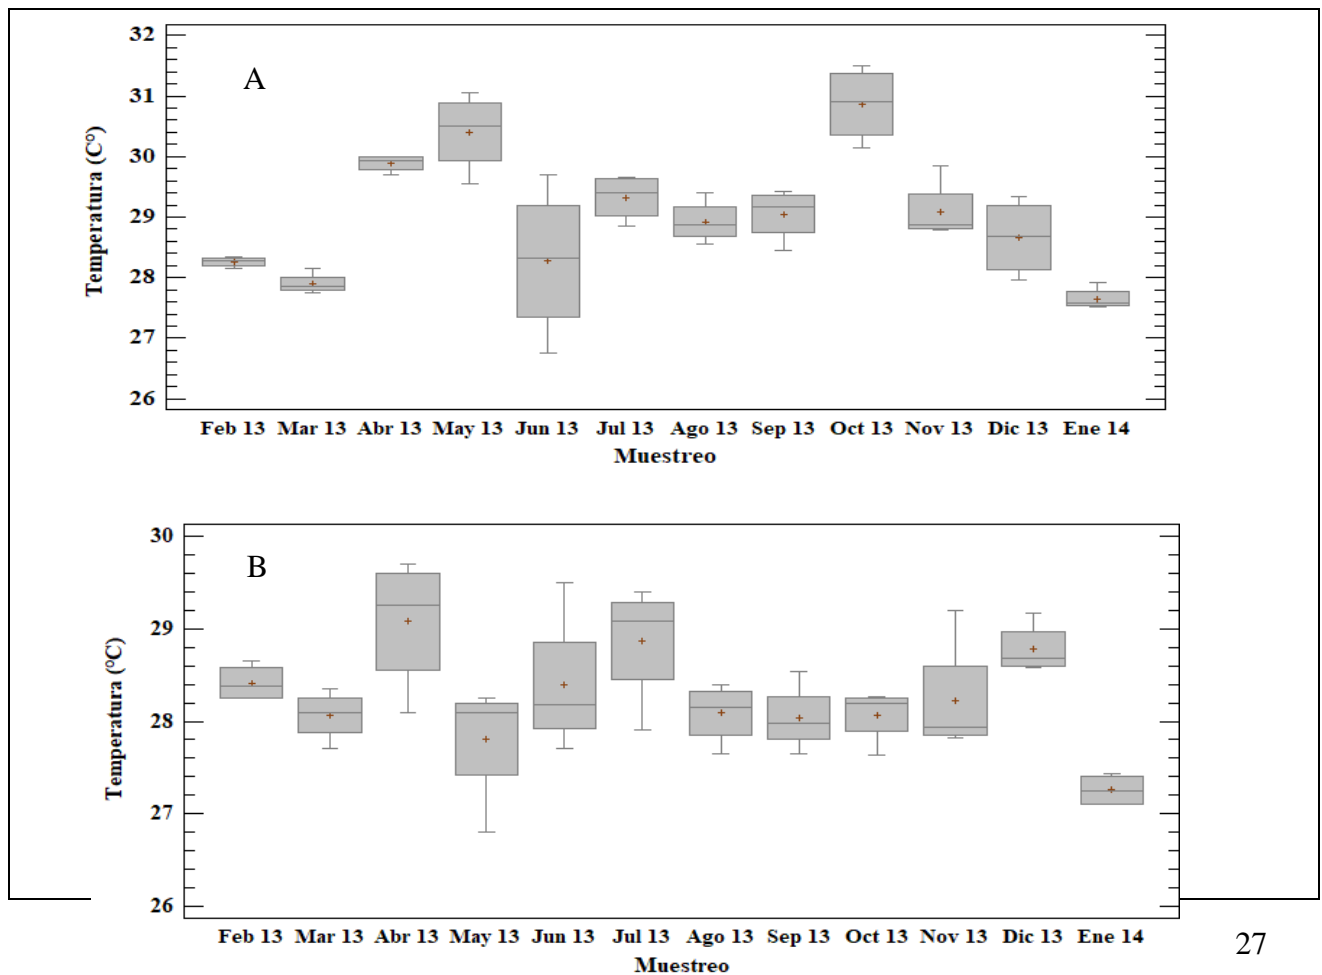 32
A
31
30
29
28
27
26
Temperatura (C°)
Feb 13 Mar 13 Abr 13 May 13 Jun 13 Jul 13 Ago 13 Sep 13 Oct 13 Nov 13 Dic 13 Ene 14
Muestreo
30
B
29
28
27
26
Temperatura (°C)
Feb 13 Mar 13 Abr 13 May 13 Jun 13 Jul 13 Ago 13 Sep 13 Oct 13 Nov 13 Dic 13 Ene 14
Muestreo
27